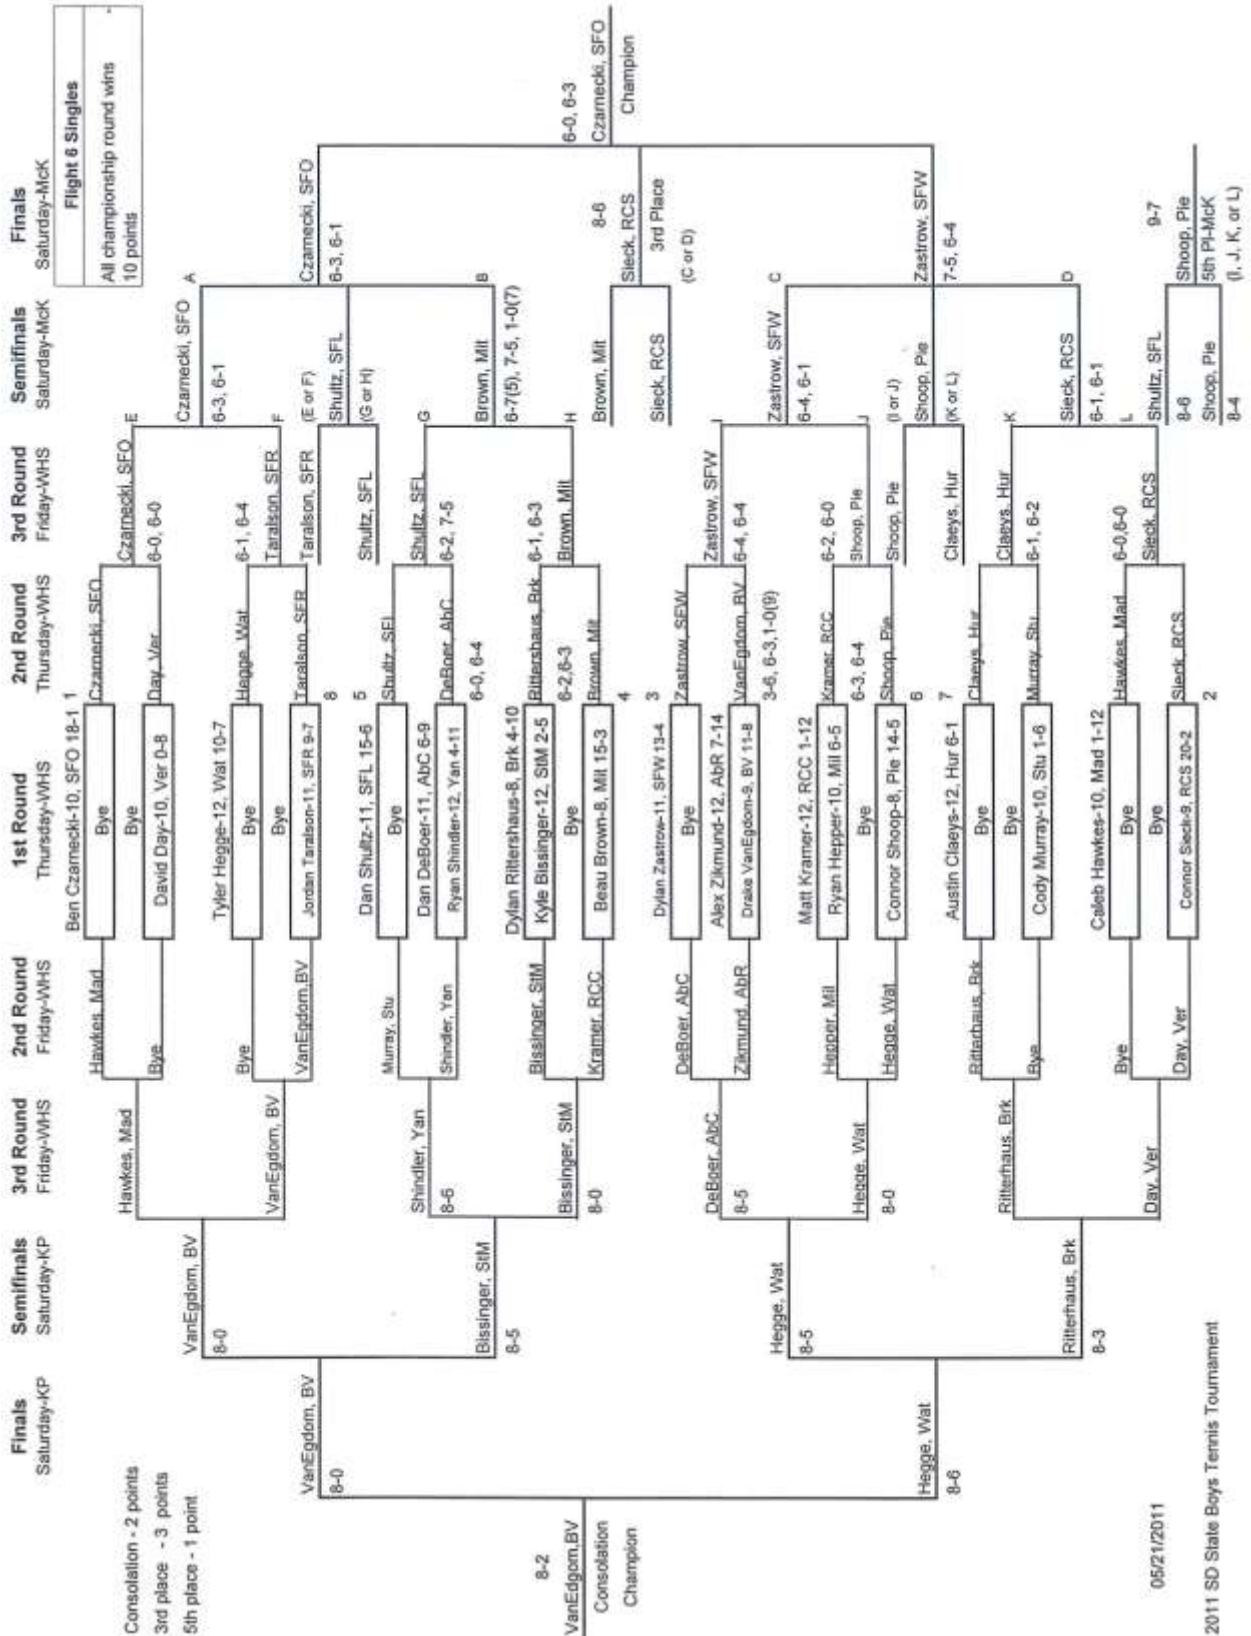 Finals
Saturday-KP
Semifinals
Saturday-KP
3rd Round
Friday-WHS
2nd Round
Friday-WHS
1st Round
Thursday-WHS
2nd Round
Thursday-WHS
3rd Round
Friday-WHS
Semifinals
Saturday-McK
Finals
Saturday-McK
Flight 6 Singles
All championship round wins
10 points
Consolation - 2 points
3rd place - 3 points
5th place - 1 point
Hawkes, Mad
Bye
Bye
VanEgdom,BV
Murray, Stu
Shindler, Yan
Bissinger, StM
Kramer, RCC
DeBoer, AbC
Zikmund, AbR
Hepper, Mil
Hegge, Wat
Ritterhaus, Brk
Bye
Bye
Day, Ver
Hawkes, Mad
VanEgdom, BV
Shindler, Yan
8-6
Bissinger, StM
8-0
DeBoer, AbC
8-5
Hegge, Wat
8-0
Ritterhaus, Brk
Day, Ver
VanEgdom, BV
8-0
Bissinger, StM
8-5
Hegge, Wat
8-5
Ritterhaus, Brk
8-3
VanEgdom, BV
8-0
Hegge, Wat
8-6
8-2
VanEdgom,BV
Consolation
Champion
Ben Czarnecki-10, SFO 18-1 1
Bye
Bye
David Day-10, Ver 0-8
Tyler Hegge-12, Wat 10-7
Bye
Bye
Jordan Taralson-11, SFR 9-7
8
5
Dan Shultz-11, SFL 15-6
Bye
Dan DeBoer-11, AbC 6-9
Ryan Shindler-12, Yan 4-11
Dylan Rittershaus-8, Brk 4-10
Kyle Bissinger-12, StM 2-5
Bye
Beau Brown-8, Mit 15-3
4
3
Dylan Zastrow-11, SFW 13-4
Bye
Alex Zikmund-12, AbR 7-14
Drake VanEgdom-9, BV 11-8
Matt Kramer-12, RCC 1-12
Ryan Hepper-10, Mil 6-5
Bye
Connor Shoop-8, Pie 14-5
6
7
Austin Claeys-12, Hur 6-1
Bye
Bye
Cody Murray-10, Stu 1-6
Caleb Hawkes-10, Mad 1-12
Bye
Bye
Connor Sieck-9, RCS 20-2
2
Czarnecki, SFO
Day, Ver
Hegge, Wat
Taralson, SFR
Shultz, SFL
DeBoer, AbC
6-0, 6-4
Rittershaus, Brk
6-2,6-3
Brown, Mit
Zastrow, SFW
VanEgdom, BV
3-6, 6-3,1-0(9)
Kramer, RCC
6-3, 6-4
Shoop, Pie
Claeys, Hur
Murray, Stu
Hawkes, Mad
Sieck, RCS
Czarnecki, SFO
6-0, 6-0
6-1, 6-4
Taralson, SFR
Taralson, SFR
Shultz, SFL
Shultz, SFL
6-2, 7-5
6-1, 6-3
Brown, Mit
Zastrow, SFW
6-4, 6-4
6-2, 6-0
Shoop, Pie
Shoop, Pie
Claeys, Hur
Claeys, Hur
6-1, 6-2
6-0,6-0
Sieck, RCS
E
Czarnecki, SFO
6-3, 6-1
F
(E or F)
Shultz, SFL
(G or H)
G
Brown, Mit
6-7(5), 7-5, 1-0(7)
H
Brown, Mit
Sieck, RCS
I
Zastrow, SFW
6-4, 6-1
J
(I or J)
Shoop, Pie
(K or L)
K
Sieck, RCS
6-1, 6-1
L
Shultz, SFL
8-6
Shoop, Pie
8-4
A
Czarnecki, SFO
6-3, 6-1
B
8-6
Sieck, RCS
3rd Place
(C or D)
C
Zastrow, SFW
7-5, 6-4
D
9-7
Shoop, Pie
5th Pl-McK
(I, J, K, or L)
6-0, 6-3
Czarnecki, SFO
Champion
05/21/2011
2011 SD State Boys Tennis Tournament